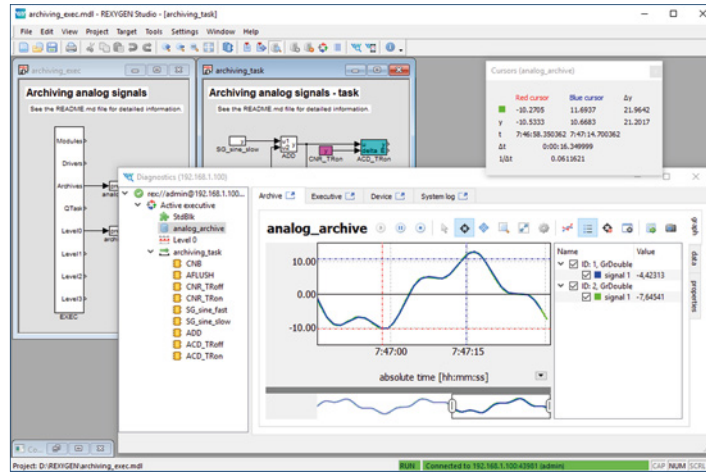 archiving_exec.mdl - REXYGEN Studio - [archiving_task]
File Edit View Project Target Tools Settings Window Help
archiving_exec
Archiving analog signals
See the README.md file for detailed information.
Modules
Drivers
Archives
QTask
Level0
Level1
Level2
Level3
EXEC
archiving_task
Archiving analog signals - task
See the README.md file for detailed information.
SG_sine_slow
ADD
CNR_TRon
ACD_TRon
Cursors (analog_archive)
Red cursor Blue cursor Δy
-10.2705 11.6937 21.9642
y -10.5333 10.6683 21.2017
t 7:46:58.350362 7:47:14.700362
Δt 0:00:16.349999
1/Δt 0.0611621
Diagnostics (192.168.1.100)
rex://admin@192.168.1.100...
Active executive
StdBlk
analog_archive
Level 0
archiving_task
CNB
AFLUSH
CNR_TRoff
CNR_TRon
SG_sine_fast
SG_sine_slow
ADD
ACD_TRoff
ACD_TRon
Archive Executive Device System log
analog_archive
10.00
0.00
-10.00
7:47:00 7:47:15
absolute time [hh:mm:ss]
Name Value
ID: 1, GrDouble
signal 1 -4,42313
ID: 2, GrDouble
signal 1 -7,64541
graph
data
properties
Project: D:\REXYGEN\archiving_exec.mdl
RUN Connected to 192.168.1.100:43981 (admin) CAP NUM SCRL